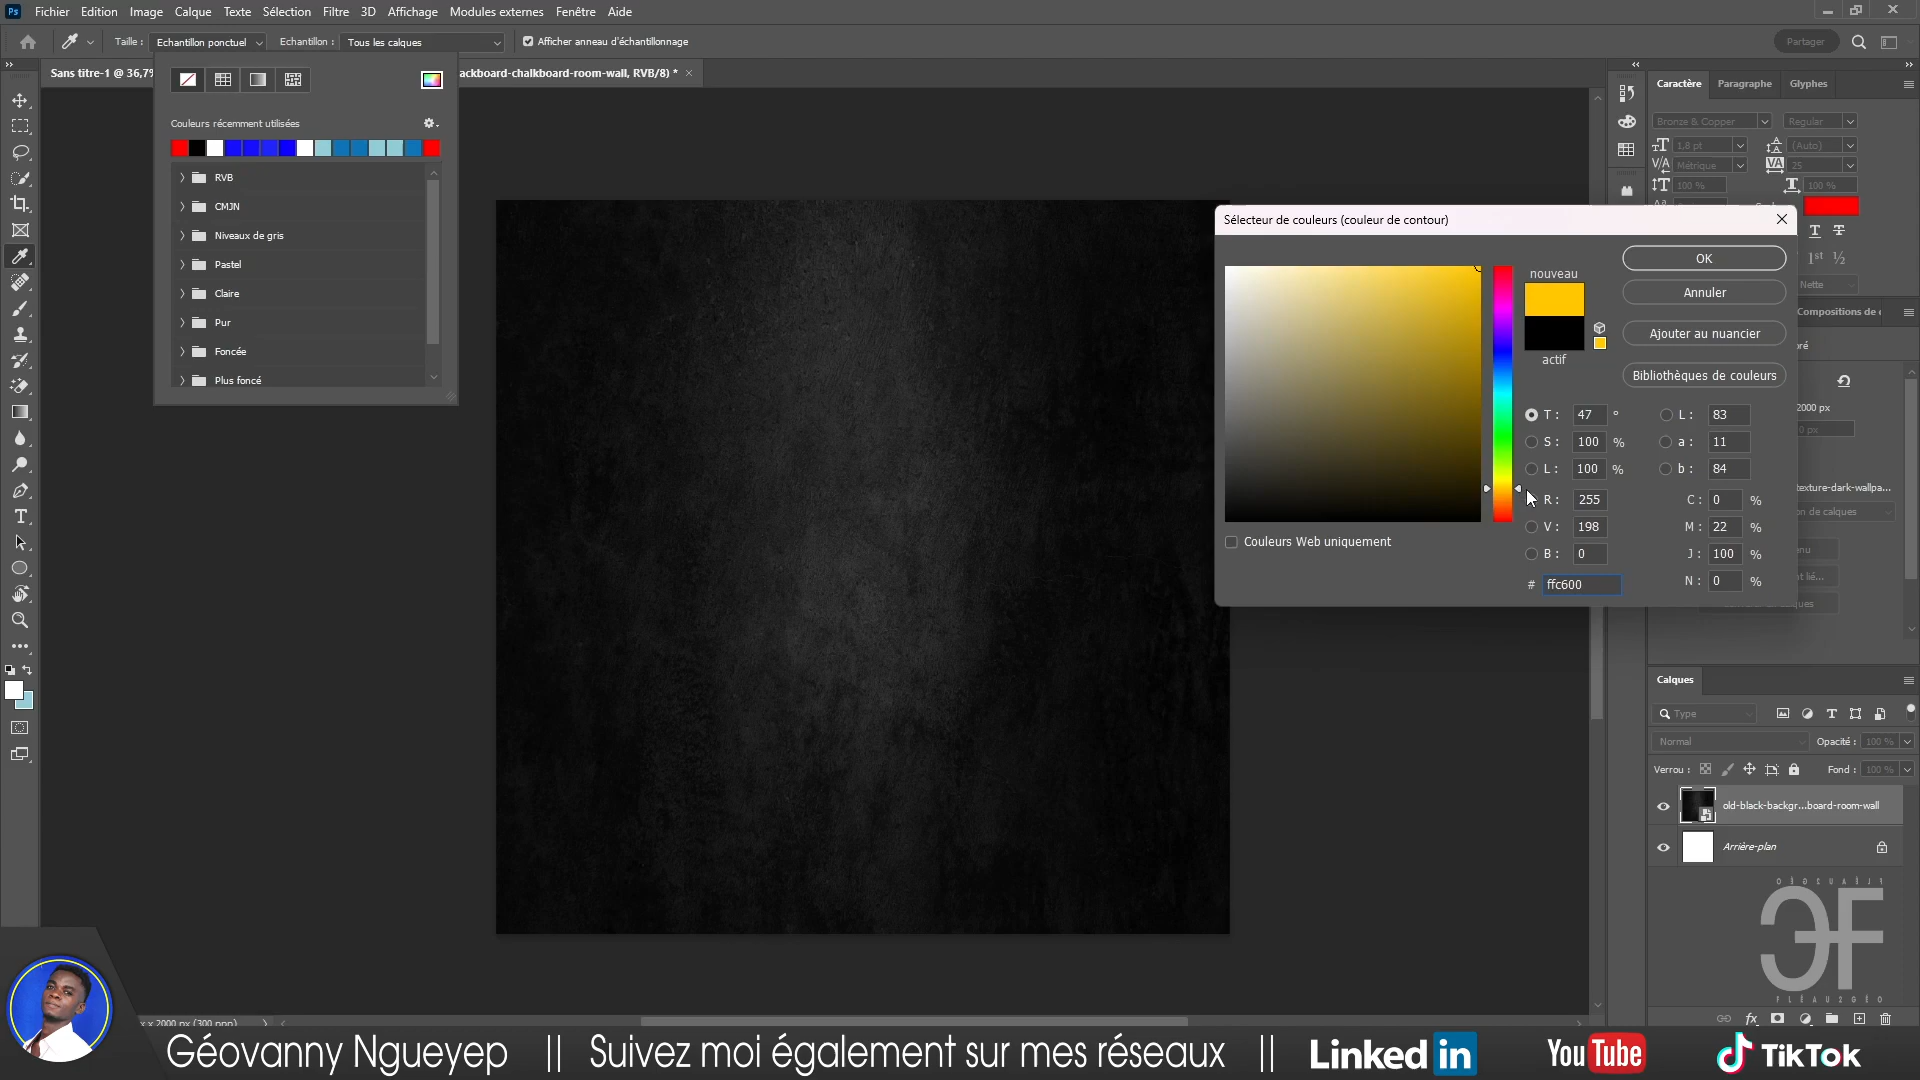 Ps Fichier Edition Image Calque Texte Sélection Filtre 3D Affichage Modules externes Fenêtre Aide
Taille : Echantillon ponctuel Echantillon : Tous les calques Afficher anneau d'échantillonnage Partager
Sans titre-1 @ 36,7% ackboard-chalkboard-room-wall, RVB/8) *
Couleurs récemment utilisées
RVB
CMJN
Niveaux de gris
Pastel
Claire
Pur
Foncée
Plus foncé
Caractère Paragraphe Glyphes
Bronze & Copper Regular
1,8 pt (Auto)
Métrique 25
100 % 100 %
Sélecteur de couleurs (couleur de contour)
nouveau
actif
OK
Annuler
Ajouter au nuancier
Bibliothèques de couleurs
T : 47 ° L : 83
S : 100 % a : 11
L : 100 % b : 84
R : 255 C : 0 %
V : 198 M : 22 %
B : 0 J : 100 %
# ffc600 N : 0 %
Couleurs Web uniquement
1st ½
Nette
Compositions de c
2000 px
0 px
texture-dark-wallpa...
on de calques
enu
nt lié...
Calques
Type
Normal Opacité : 100 %
Verrou : Fond : 100 %
old-black-backgr...board-room-wall
Arrière-plan
x 2000 px (300 ppp)
FLÉAU2GÉO
Géovanny Ngueyep || Suivez moi également sur mes réseaux || Linked in YouTube TikTok